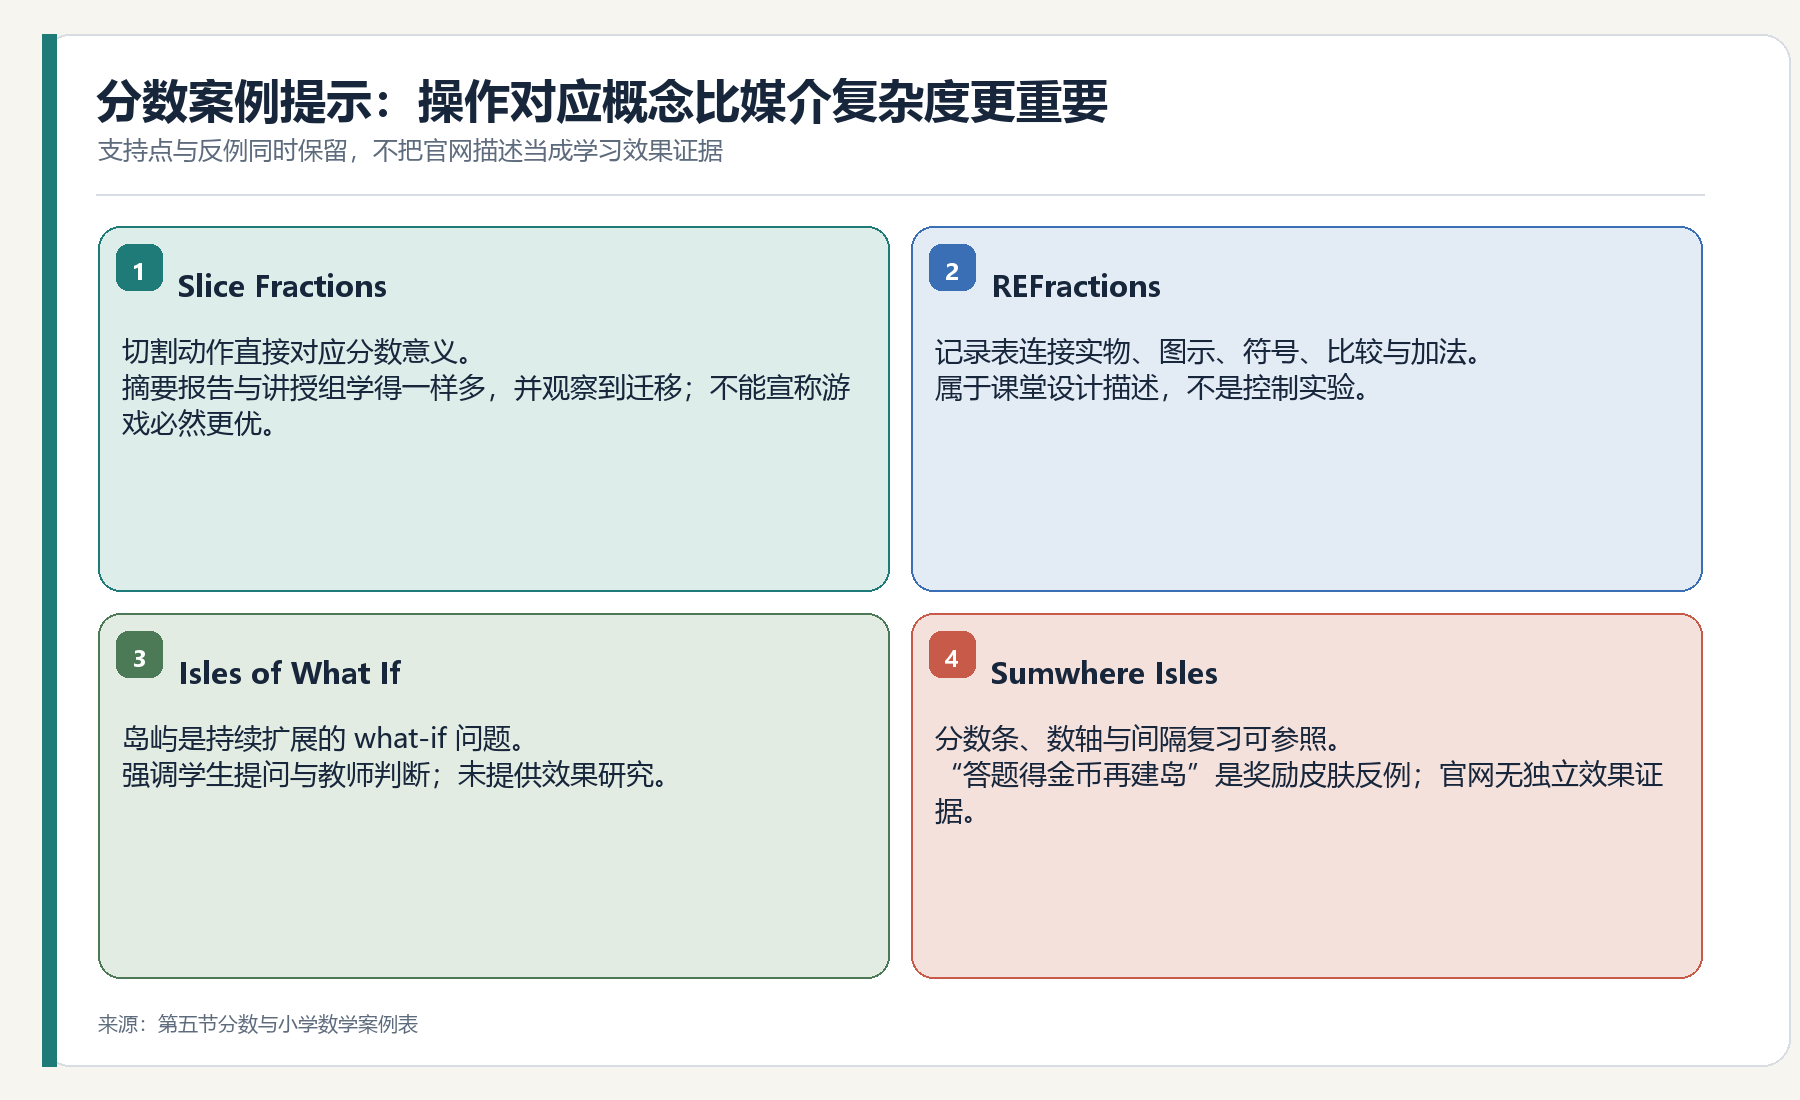 分数案例提示：操作对应概念比媒介复杂度更重要
支持点与反例同时保留，不把官网描述当成学习效果证据
1
Slice Fractions
切割动作直接对应分数意义。
摘要报告与讲授组学得一样多，并观察到迁移；不能宣称游
戏必然更优。
2
REFractions
记录表连接实物、图示、符号、比较与加法。
属于课堂设计描述，不是控制实验。
3
Isles of What If
岛屿是持续扩展的 what-if 问题。
强调学生提问与教师判断；未提供效果研究。
4
Sumwhere Isles
分数条、数轴与间隔复习可参照。
“答题得金币再建岛”是奖励皮肤反例；官网无独立效果证
据。
来源：第五节分数与小学数学案例表